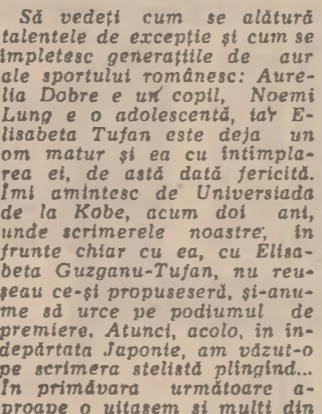 Să vedeți cum se alătură
talentele de excepție și cum se
împletesc generațiile de aur
ale sportului românesc: Aure-
lia Dobre e un copil, Noemi
Lung e o adolescentă, iar E-
lisabeta Tufan este deja un
om matur și ea cu întîmpla-
rea ei, de astă dată fericită.
Îmi amintesc de Universiada
de la Kobe, acum doi ani,
unde scrimerele noastre, în
frunte chiar cu ea, cu Elisa-
beta Guzganu-Tufan, nu reu-
șeau ce-și propuseseră, și-anu-
me să urce pe podiumul de
premiere. Atunci, acolo, în în-
depărtata Japonie, am văzut-o
pe scrimera stelistă plîngînd...
În primăvara următoare a-
proape o uitasem și mulți din